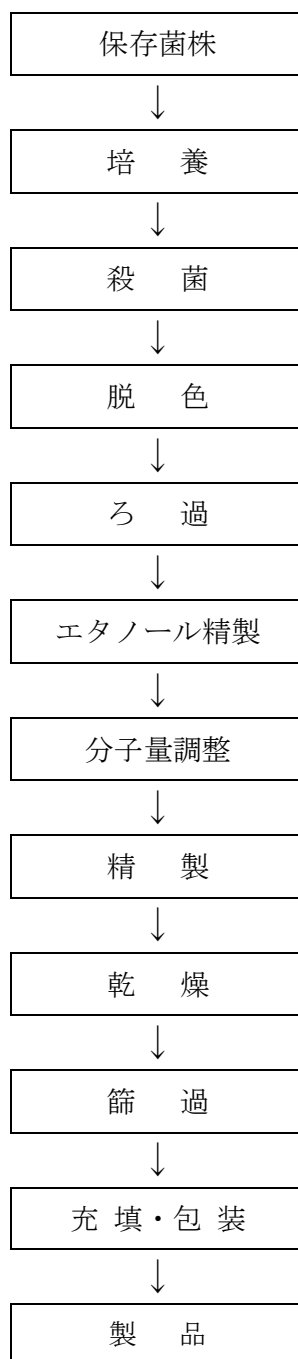 保存菌株
↓
培　養
↓
殺　菌
↓
脱　色
↓
ろ　過
↓
エタノール精製
↓
分子量調整
↓
精　製
↓
乾　燥
↓
篩　過
↓
充 填・包 装
↓
製　品